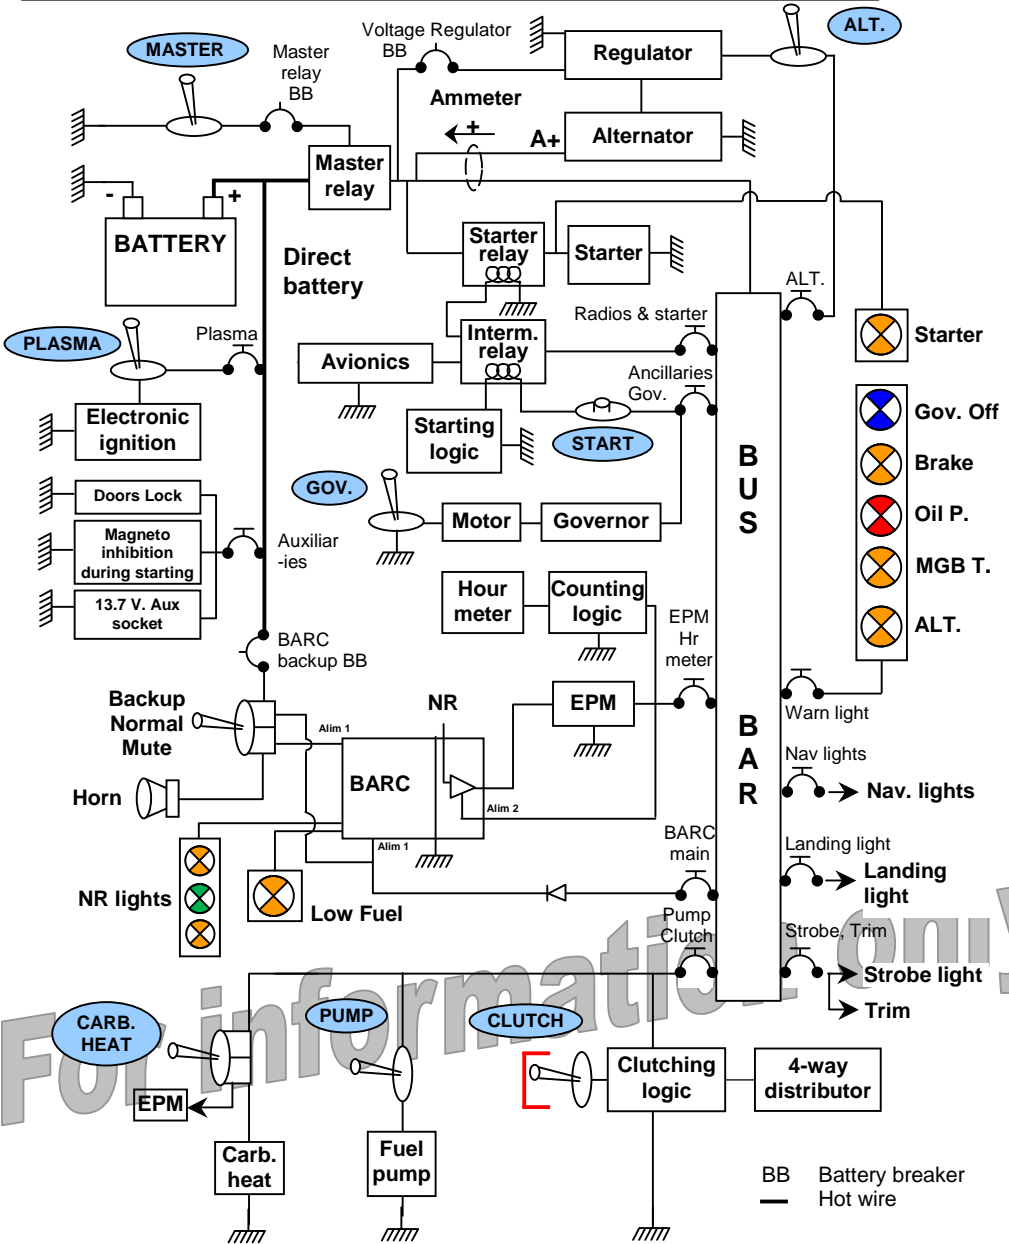 Voltage Regulator
BB
ALT.
MASTER
Master
relay
BB
Regulator
Ammeter
+
A+
Alternator
Master
relay
-
+
BATTERY
Direct
battery
Starter
relay
Starter
ALT.
PLASMA
Plasma
Radios & starter
Interm.
relay
Avionics
Starter
Ancillaries
Gov.
Electronic
ignition
Starting
logic
START
Gov. Off
GOV.
BUS
Brake
Doors Lock
Motor
Governor
Oil P.
Magneto
inhibition
during starting
Auxiliar
-ies
MGB T.
13.7 V. Aux
socket
Hour
meter
Counting
logic
EPM
Hr
meter
ALT.
BARC
backup BB
Backup
Normal
Mute
NR
EPM
Warn light
Alim 1
BAR
Nav lights
Horn
BARC
Nav. lights
Alim 2
Alim 1
BARC
main
Landing light
Landing
light
NR lights
Low Fuel
Pump
Clutch
Strobe, Trim
Strobe light
Trim
For information only
CARB.
HEAT
PUMP
CLUTCH
EPM
Clutching
logic
4-way
distributor
Carb.
heat
Fuel
pump
BB Battery breaker
Hot wire